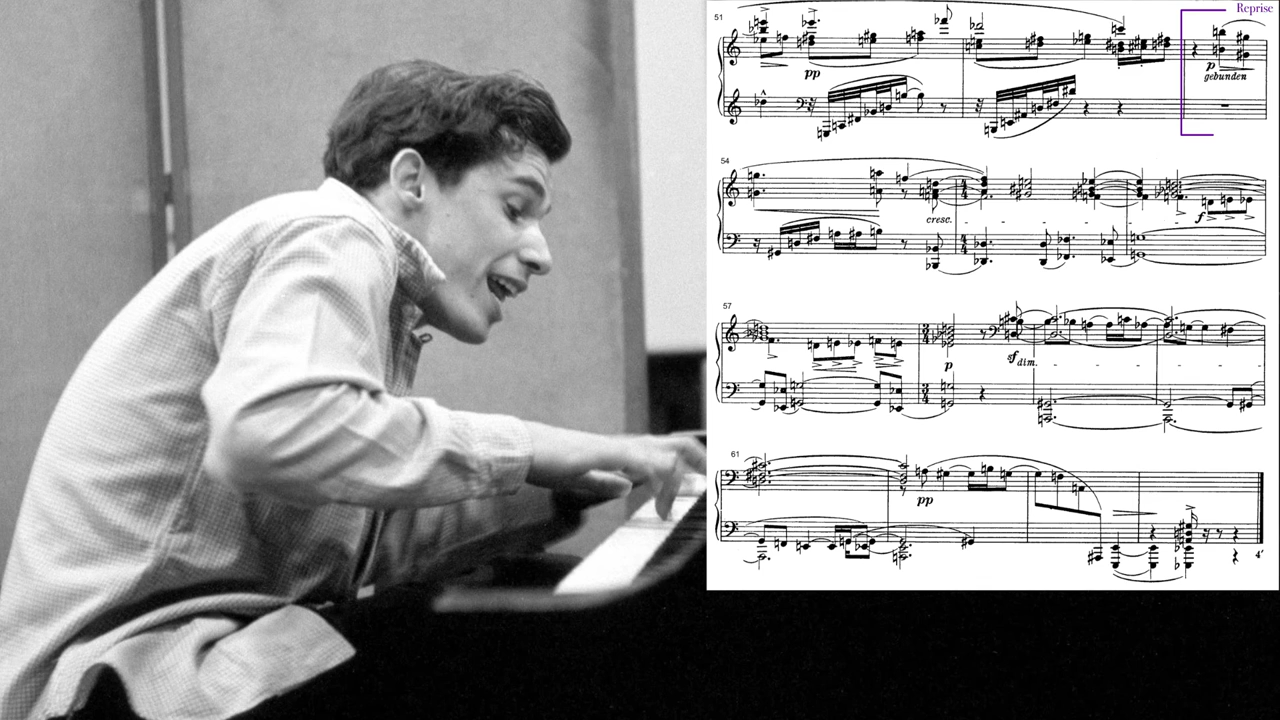 Reprise
51
pp
p
gebunden
54
cresc.
f
57
p
sf dim.
61
pp
4'